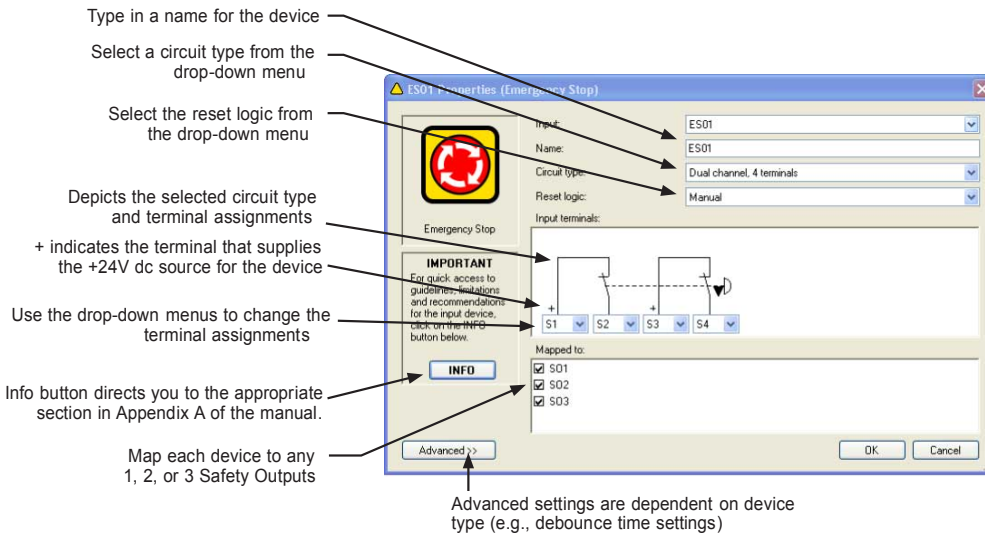 Type in a name for the device
Select a circuit type from the
drop-down menu
Select the reset logic from
the drop-down menu
Depicts the selected circuit type
and terminal assignments
+ indicates the terminal that supplies
the +24V dc source for the device
Use the drop-down menus to change the
terminal assignments
Info button directs you to the appropriate
section in Appendix A of the manual.
Map each device to any
1, 2, or 3 Safety Outputs
ES01 Properties (Emergency Stop)
Emergency Stop
IMPORTANT
For quick access to
guidelines, limitations
and recommendations
for the input device,
click on the INFO
button below.
INFO
Input: ES01
Name: ES01
Circuit type: Dual channel, 4 terminals
Reset logic: Manual
Input terminals:
+ +
S1 S2 S3 S4
Mapped to:
SO1
SO2
SO3
Advanced >> OK Cancel
Advanced settings are dependent on device
type (e.g., debounce time settings)